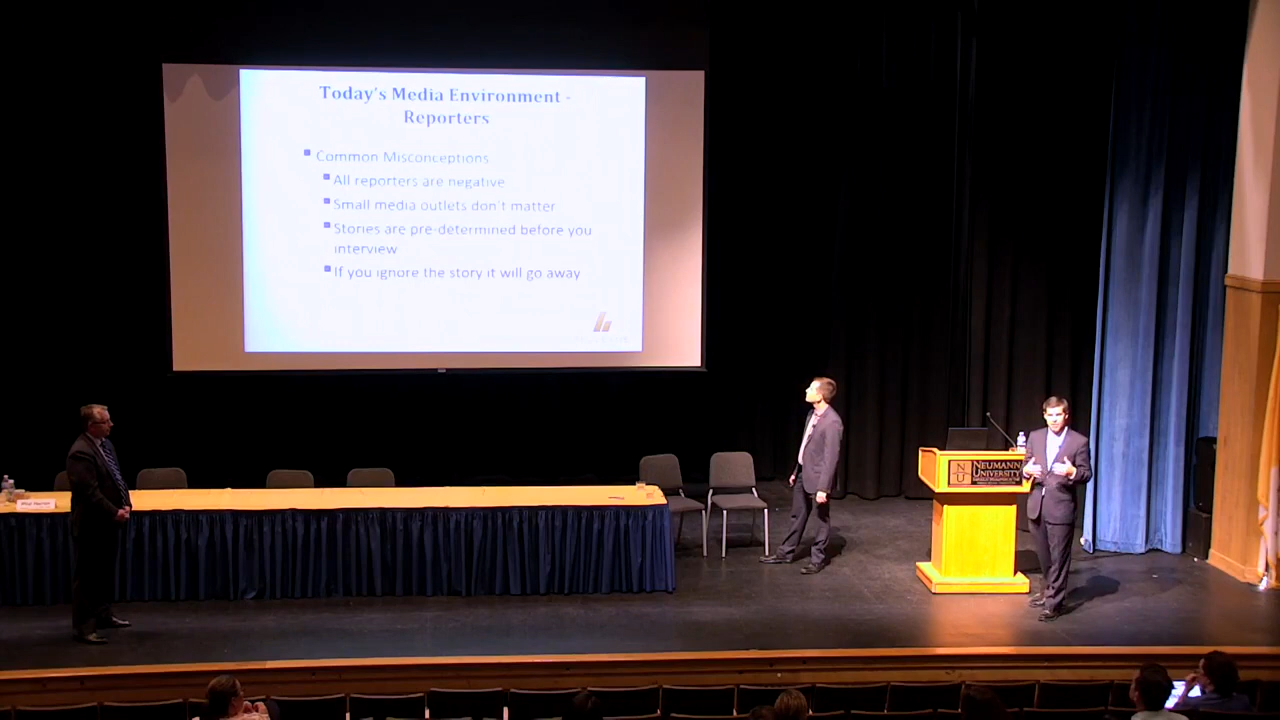 Today's Media Environment -
Reporters
Common Misconceptions
All reporters are negative
Small media outlets don't matter
Stories are pre-determined before you
interview
If you ignore the story it will go away
NEUMANN
UNIVERSITY
N
U